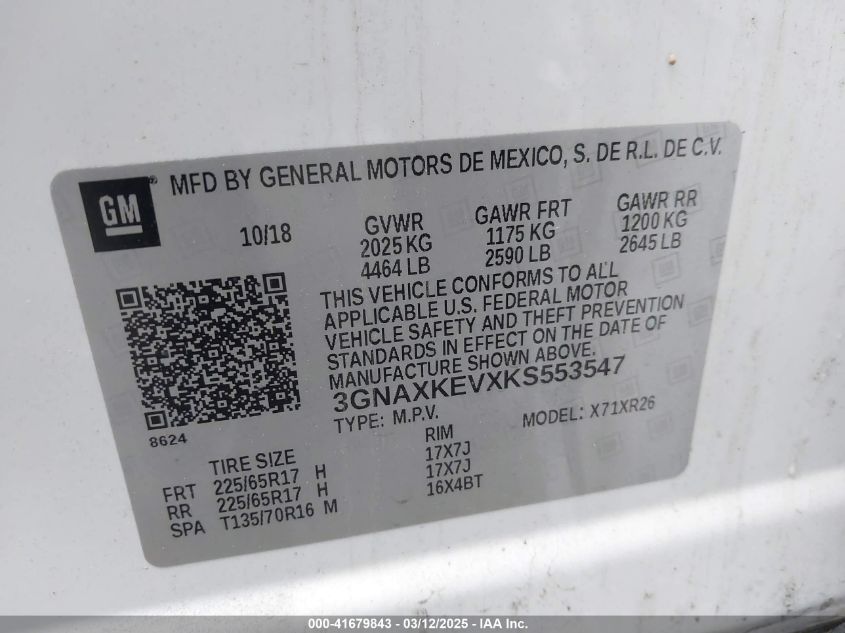 GM
MFD BY GENERAL MOTORS DE MEXICO, S. DE R.L. DE C.V.
10/18
GVWR
2025 KG
4464 LB
GAWR FRT
1175 KG
2590 LB
GAWR RR
1200 KG
2645 LB
THIS VEHICLE CONFORMS TO ALL
APPLICABLE U.S. FEDERAL MOTOR
VEHICLE SAFETY AND THEFT PREVENTION
STANDARDS IN EFFECT ON THE DATE OF
MANUFACTURE SHOWN ABOVE.
3GNAXKEVXKS553547
TYPE: M.P.V. MODEL: X71XR26
8624
TIRE SIZE RIM
FRT 225/65R17 H 17X7J
RR 225/65R17 H 17X7J
SPA T135/70R16 M 16X4BT
000-41679843 - 03/12/2025 - IAA Inc.